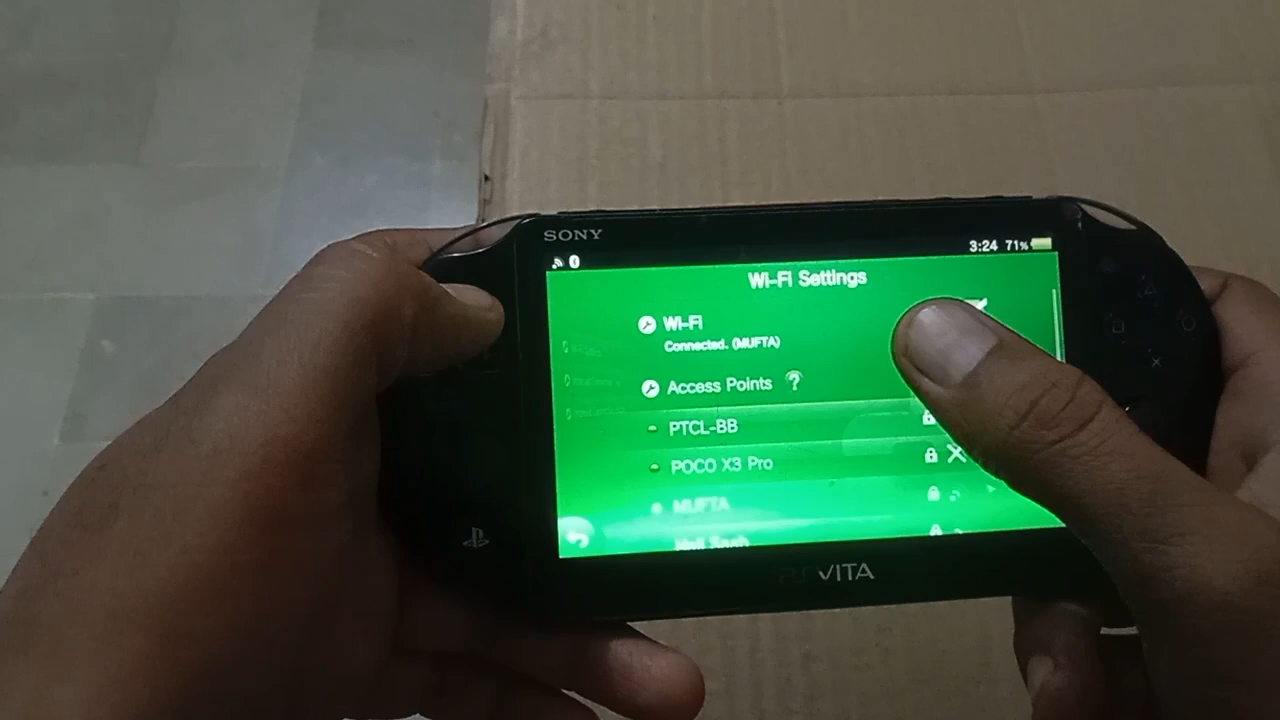 SONY
3:24 71%
Wi-Fi Settings
Wi-Fi
Connected. (MUFTA)
Access Points ?
PTCL-BB
POCO X3 Pro
MUFTA
PS VITA